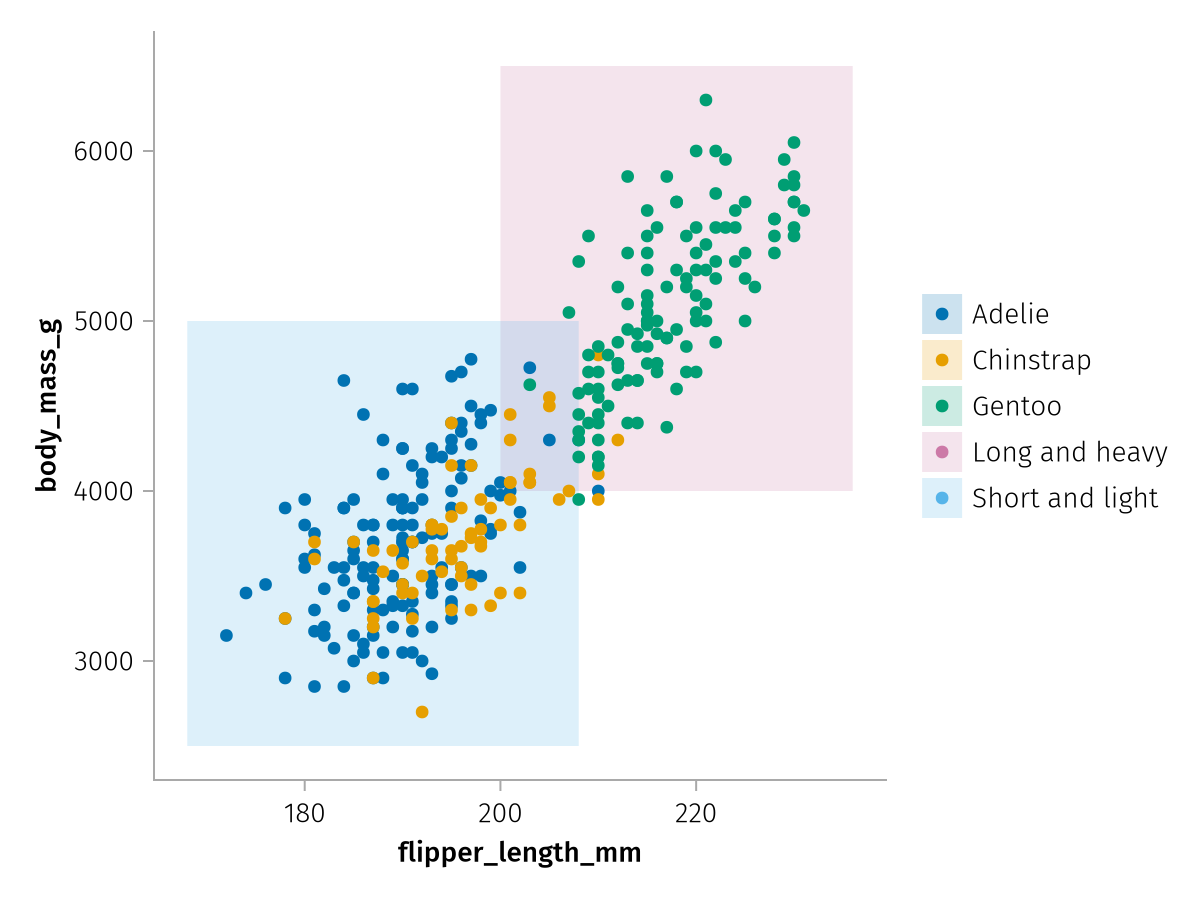 6000
5000
4000
3000
body_mass_g
180
200
220
flipper_length_mm
Adelie
Chinstrap
Gentoo
Long and heavy
Short and light